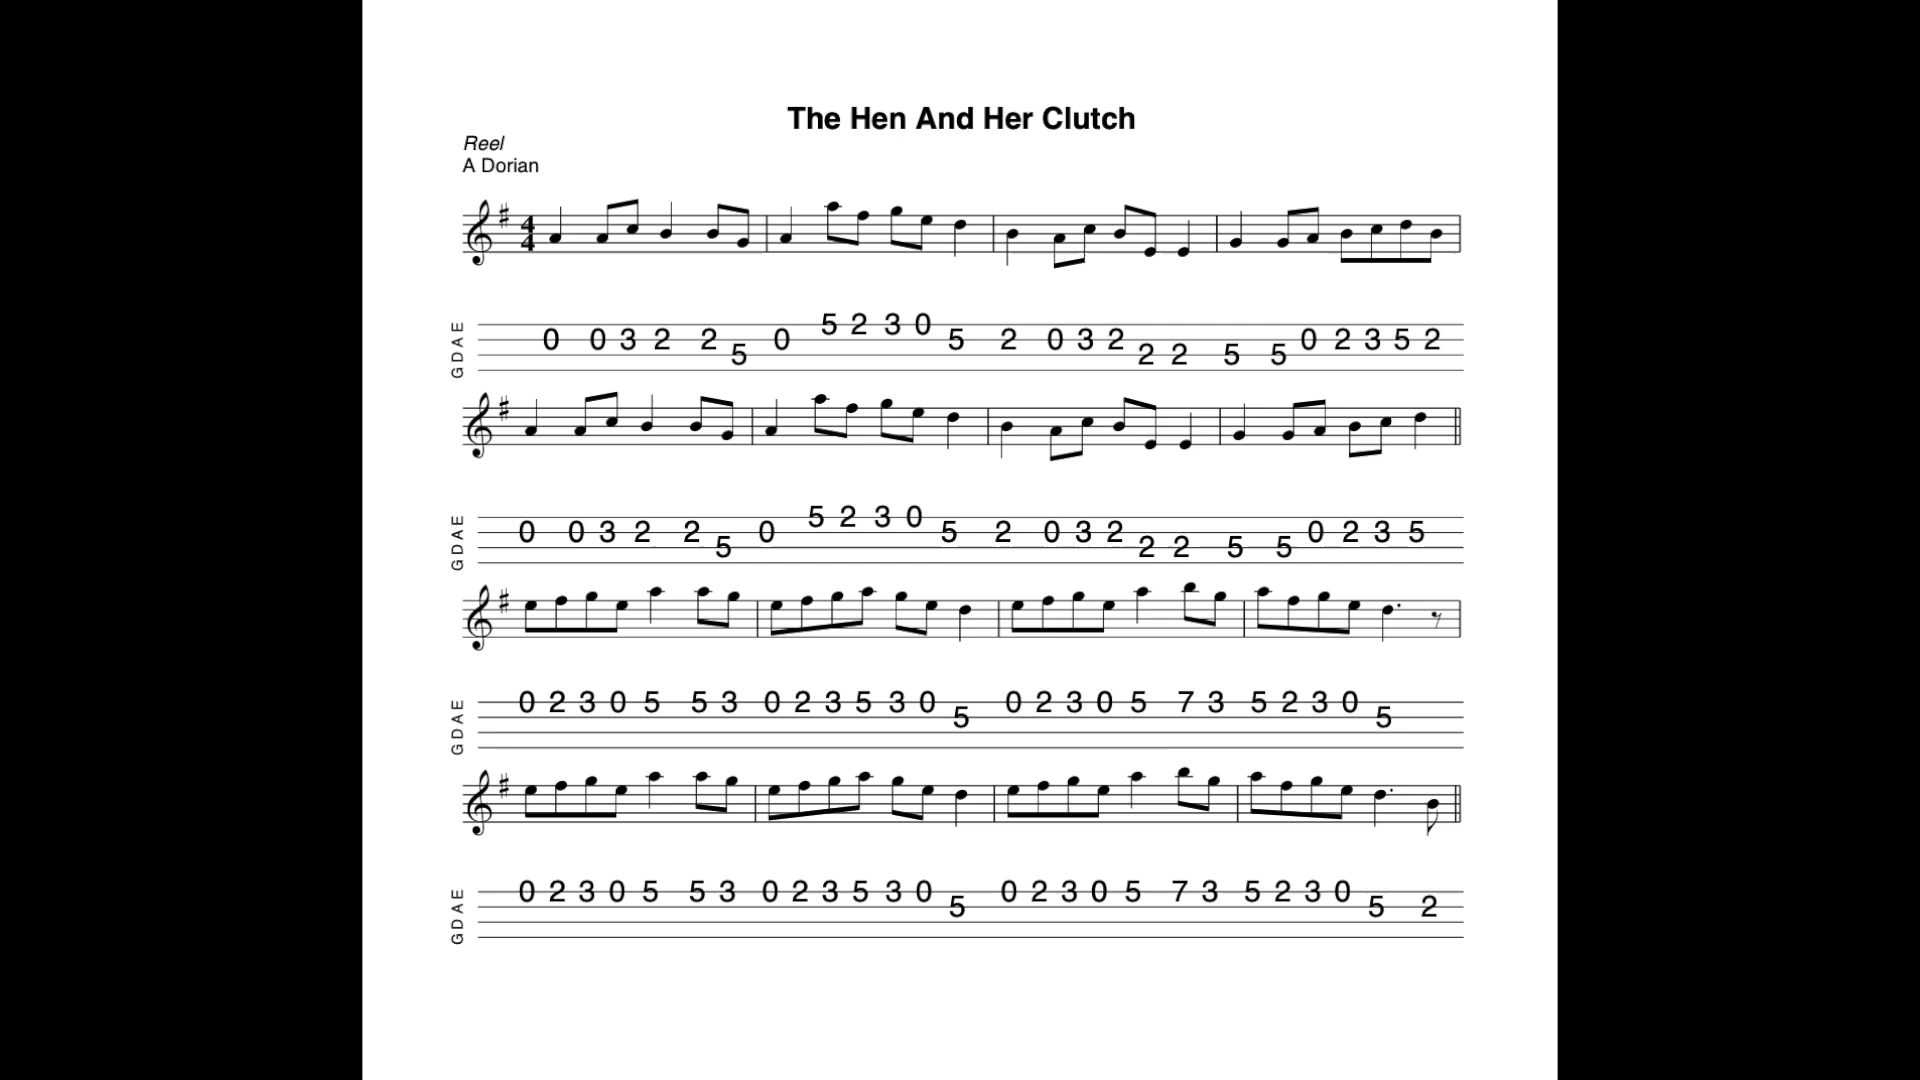 The Hen And Her Clutch
Reel
A Dorian
4
4
G D A E
0 0 3 2 2 5 0 5 2 3 0 5 2 0 3 2 2 2 5 5 0 2 3 5 2
G D A E
0 0 3 2 2 5 0 5 2 3 0 5 2 0 3 2 2 2 5 5 0 2 3 5
G D A E
0 2 3 0 5 5 3 0 2 3 5 3 0 5 0 2 3 0 5 7 3 5 2 3 0 5
G D A E
0 2 3 0 5 5 3 0 2 3 5 3 0 5 0 2 3 0 5 7 3 5 2 3 0 5 2